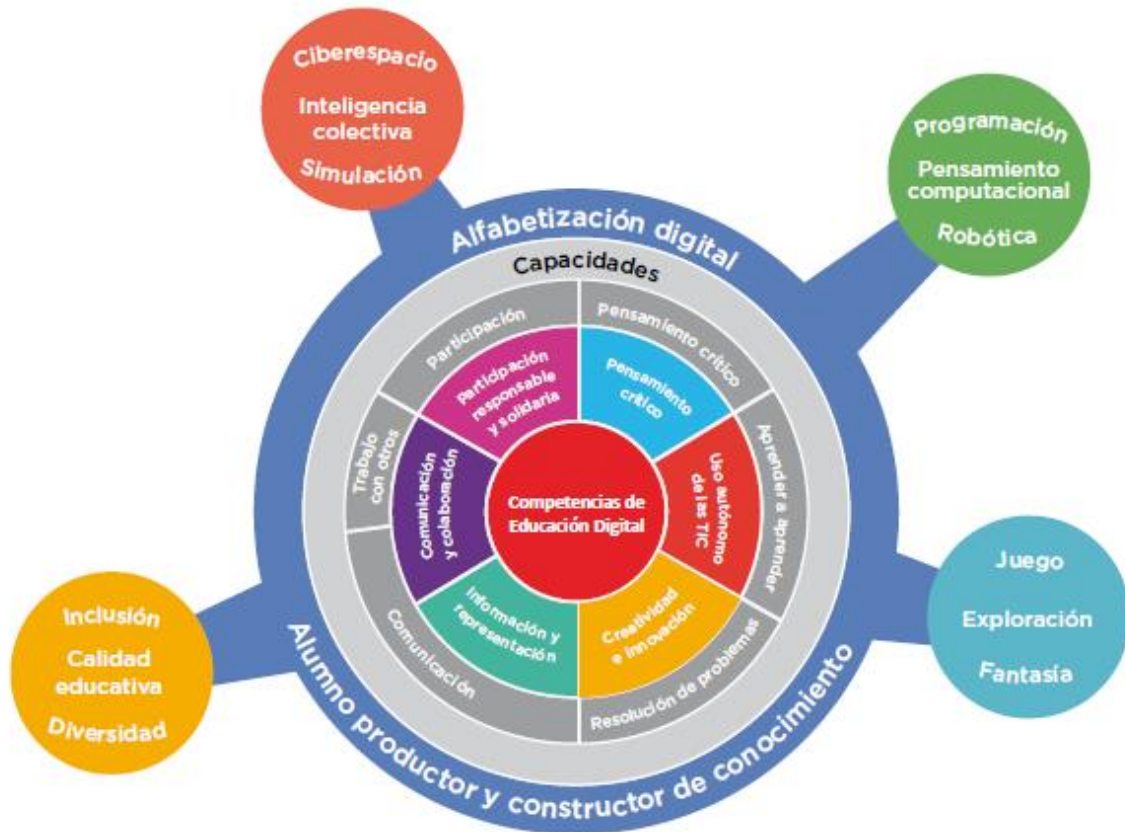 Ciberespacio
Inteligencia
colectiva
Simulación
Programación
Pensamiento
computacional
Robótica
Alfabetización digital
Capacidades
Participación
Pensamiento crítico
Participación
responsable
y solidaria
Pensamiento
crítico
Trabajo
con otros
Comunicación
y colaboración
Competencias de
Educación Digital
Uso autónomo
de las TIC
Aprender a aprender
Información y
representación
Creatividad
e innovación
Comunicación
Resolución de problemas
Juego
Exploración
Fantasía
Inclusión
Calidad
educativa
Diversidad
Alumno productor y constructor de conocimiento